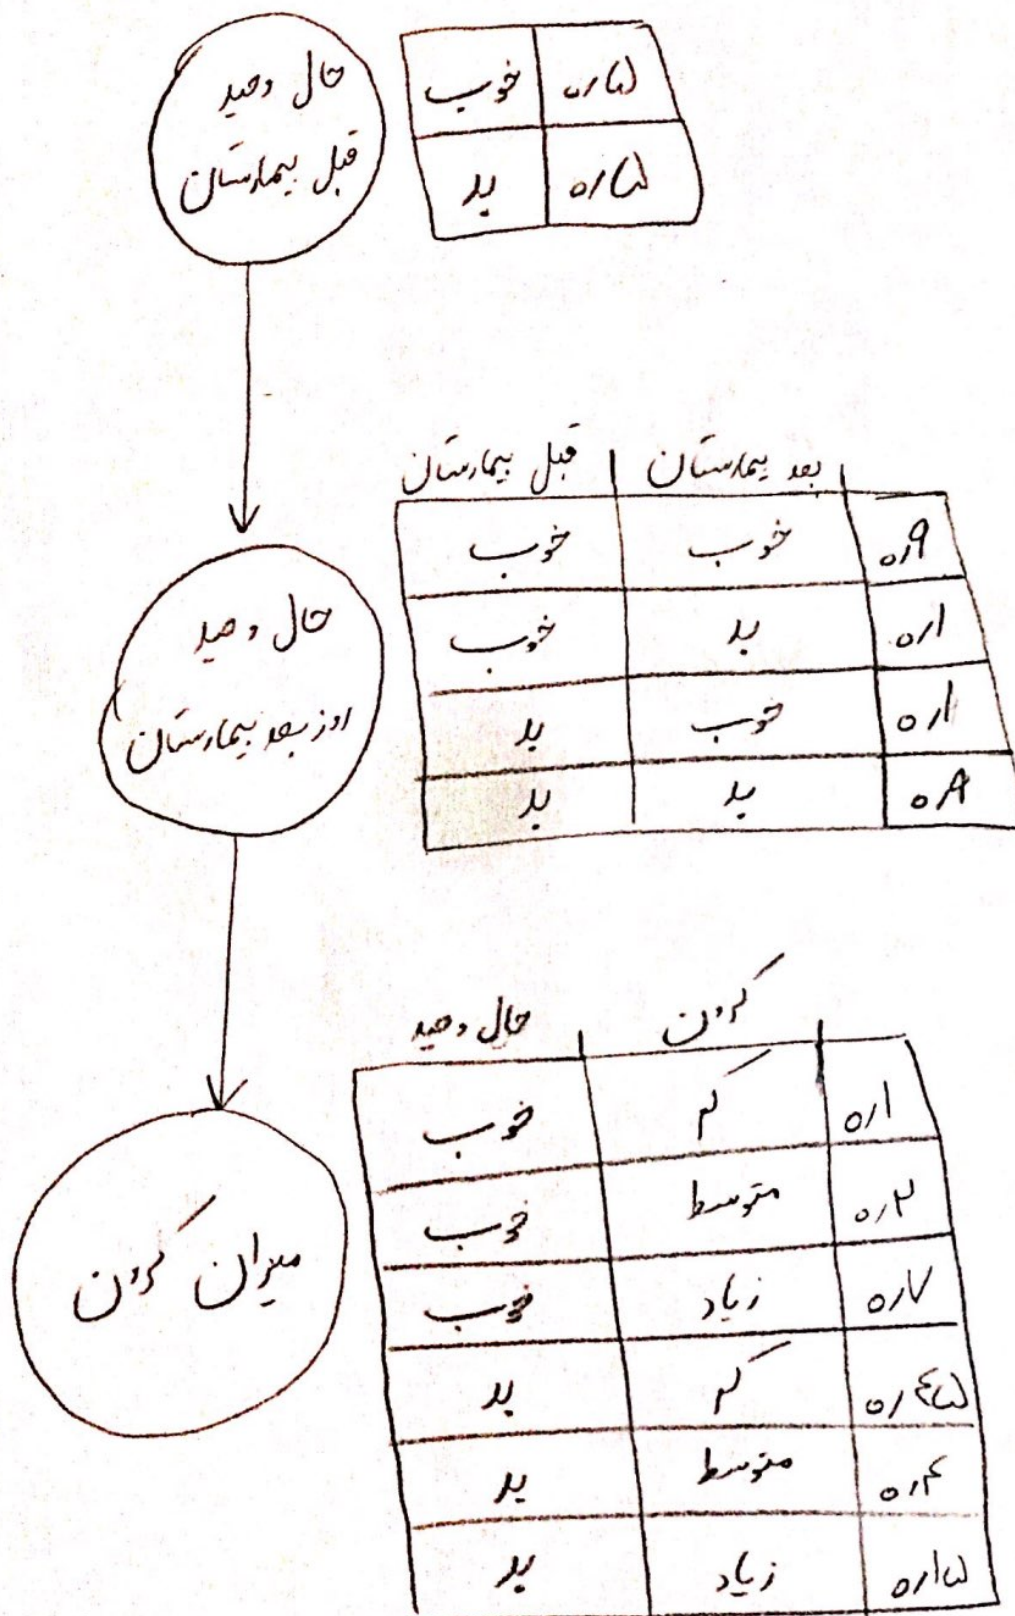 حال وحید
قبل بیمارستان
خوب ۰/۵
بد ۰/۵
قبل بیمارستان بعد بیمارستان
خوب خوب ۰/۹
خوب بد ۰/۱
بد خوب ۰/۱
بد بد ۰/۹
حال وحید
روز بعد بیمارستان
حال وحید کرون
خوب کم ۰/۱
خوب متوسط ۰/۲
خوب زیاد ۰/۷
بد کم ۰/۴۵
بد متوسط ۰/۴
بد زیاد ۰/۱۵
میزان کرون